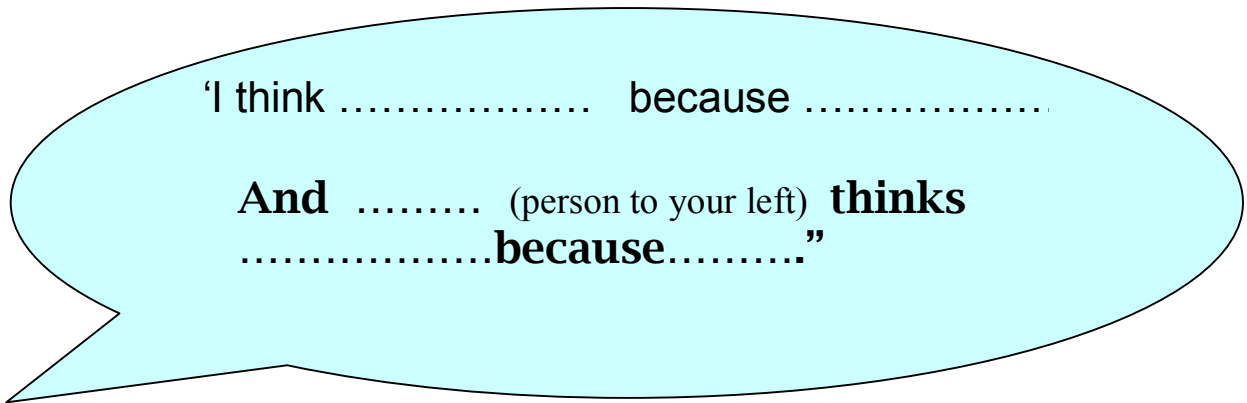 ‘I think ……………… because ………………
And ……… (person to your left) thinks
………………because……….”